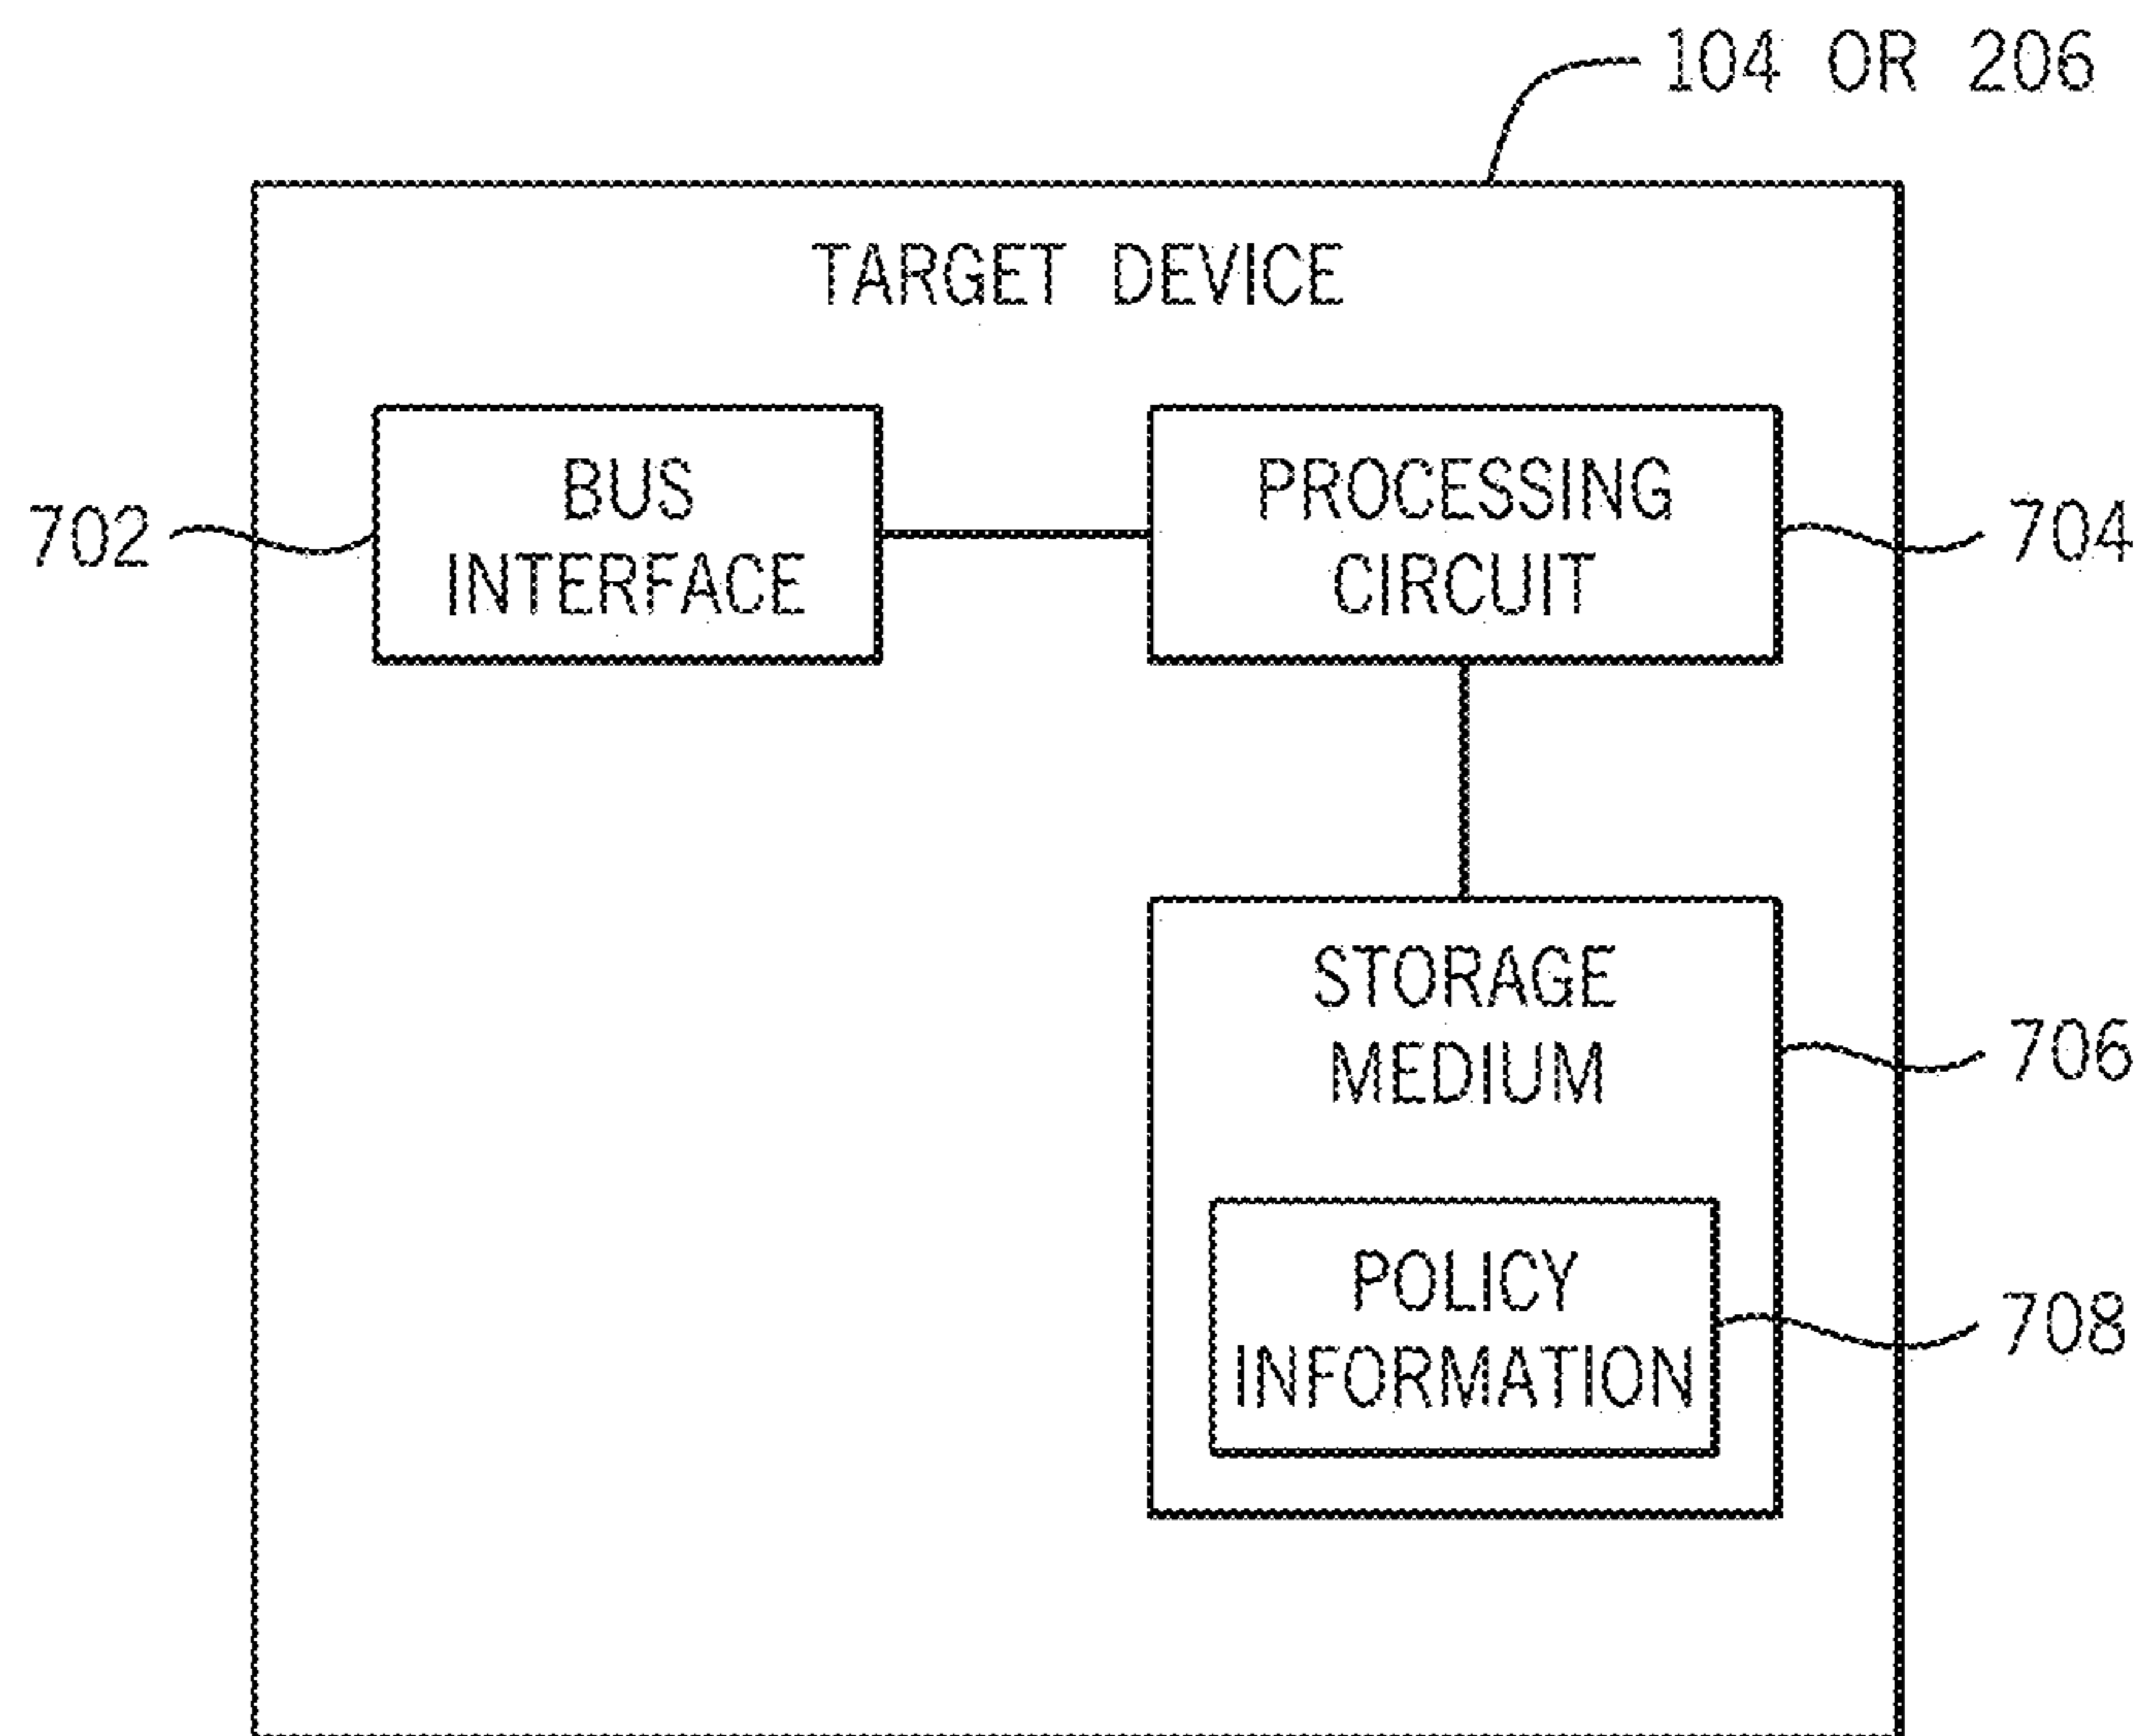 104 OR 206
TARGET DEVICE
BUS
INTERFACE
702
PROCESSING
CIRCUIT
704
STORAGE
MEDIUM
706
POLICY
INFORMATION
708